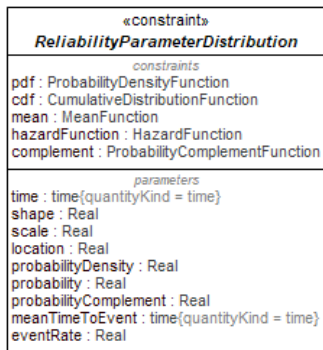 «constraint»
ReliabilityParameterDistribution
constraints
pdf : ProbabilityDensityFunction
cdf : CumulativeDistributionFunction
mean : MeanFunction
hazardFunction : HazardFunction
complement : ProbabilityComplementFunction
parameters
time : time{quantityKind = time}
shape : Real
scale : Real
location : Real
probabilityDensity : Real
probability : Real
probabilityComplement : Real
meanTimeToEvent : time{quantityKind = time}
eventRate : Real